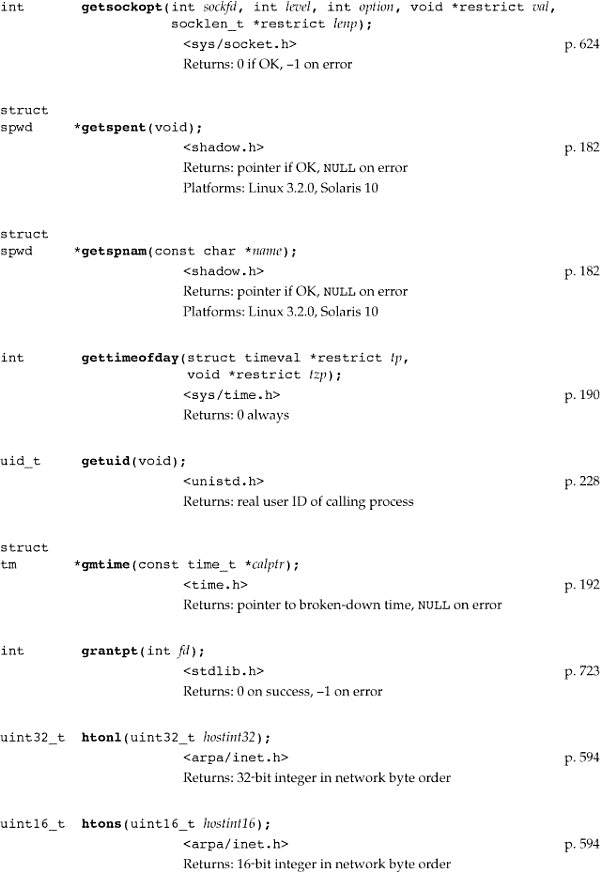 int getsockopt(int sockfd, int level, int option, void *restrict val,
socklen_t *restrict lenp);
<sys/socket.h> p. 624
Returns: 0 if OK, –1 on error
struct
spwd *getspent(void);
<shadow.h> p. 182
Returns: pointer if OK, NULL on error
Platforms: Linux 3.2.0, Solaris 10
struct
spwd *getspnam(const char *name);
<shadow.h> p. 182
Returns: pointer if OK, NULL on error
Platforms: Linux 3.2.0, Solaris 10
int gettimeofday(struct timeval *restrict tp,
void *restrict tzp);
<sys/time.h> p. 190
Returns: 0 always
uid_t getuid(void);
<unistd.h> p. 228
Returns: real user ID of calling process
struct
tm *gmtime(const time_t *calptr);
<time.h> p. 192
Returns: pointer to broken-down time, NULL on error
int grantpt(int fd);
<stdlib.h> p. 723
Returns: 0 on success, –1 on error
uint32_t htonl(uint32_t hostint32);
<arpa/inet.h> p. 594
Returns: 32-bit integer in network byte order
uint16_t htons(uint16_t hostint16);
<arpa/inet.h> p. 594
Returns: 16-bit integer in network byte order